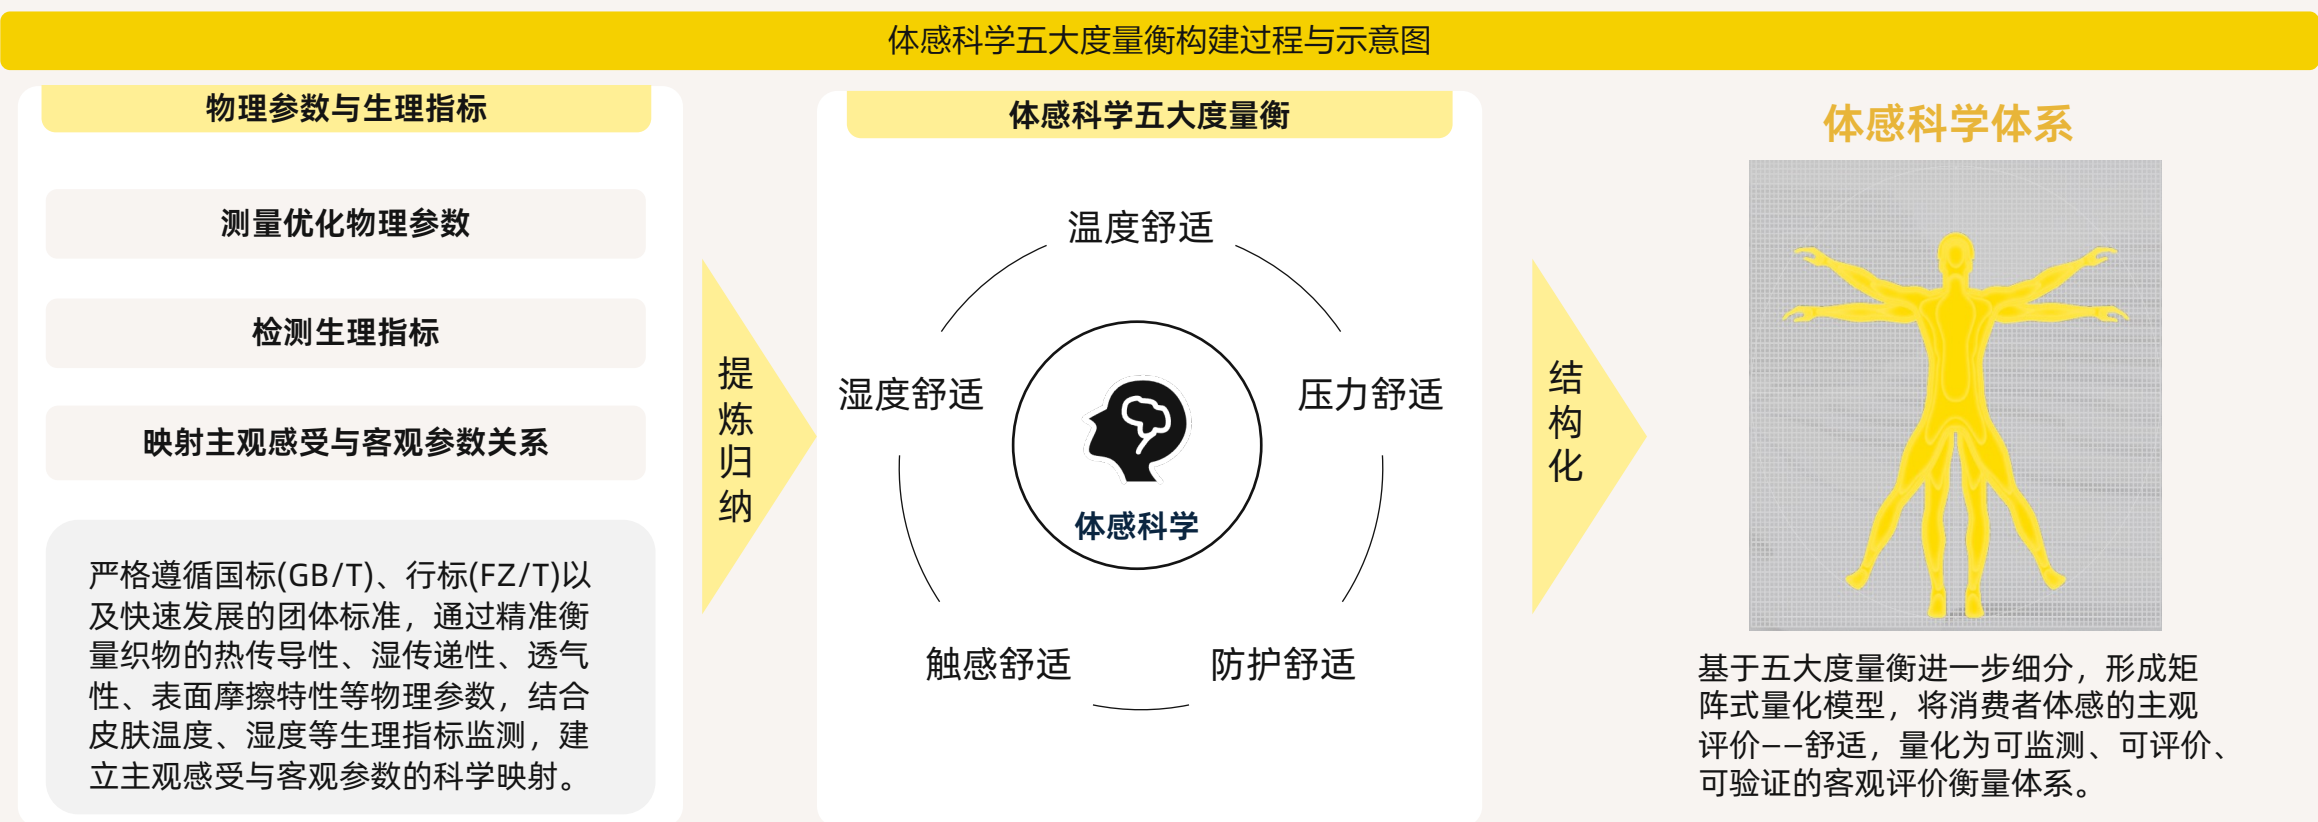 体感科学五大度量衡构建过程与示意图
物理参数与生理指标
测量优化物理参数
检测生理指标
映射主观感受与客观参数关系
严格遵循国标(GB/T)、行标(FZ/T)以
及快速发展的团体标准，通过精准衡
量织物的热传导性、湿传递性、透气
性、表面摩擦特性等物理参数，结合
皮肤温度、湿度等生理指标监测，建
立主观感受与客观参数的科学映射。
提炼归纳
体感科学五大度量衡
温度舒适
湿度舒适
压力舒适
体感科学
触感舒适
防护舒适
结构化
体感科学体系
基于五大度量衡进一步细分，形成矩
阵式量化模型，将消费者体感的主观
评价——舒适，量化为可监测、可评价、
可验证的客观评价衡量体系。